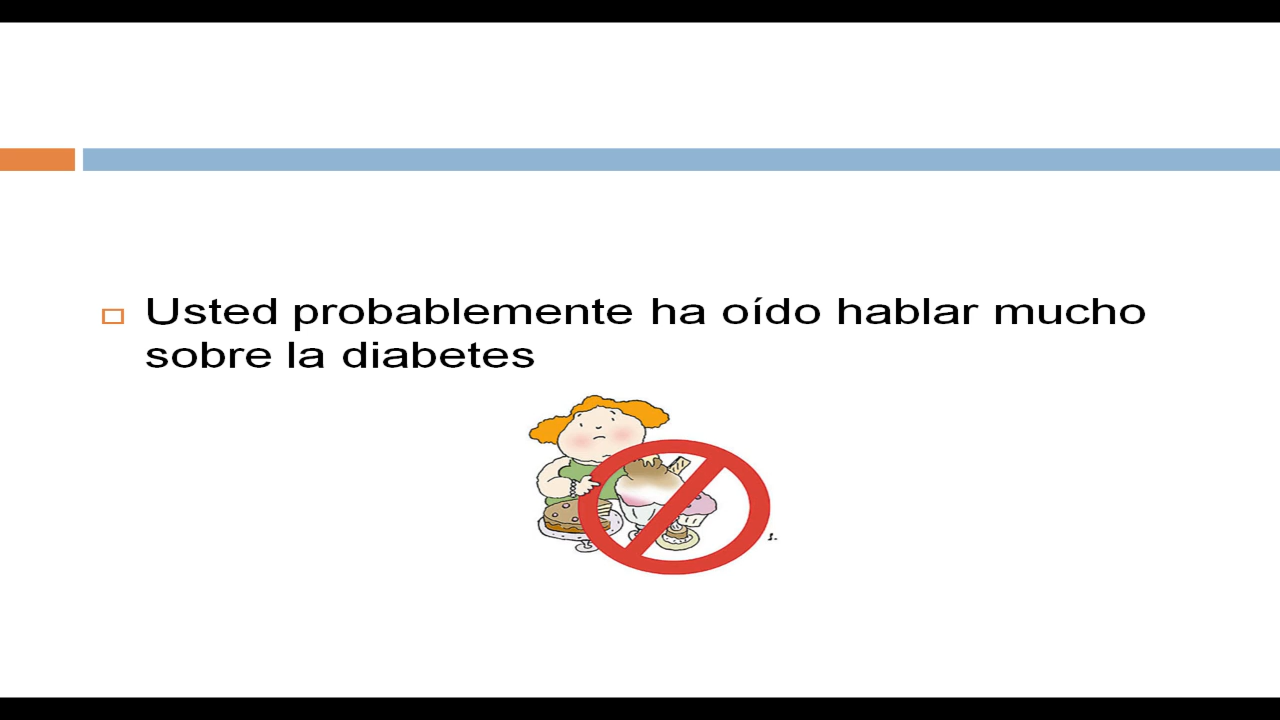 Usted probablemente ha oído hablar mucho
sobre la diabetes